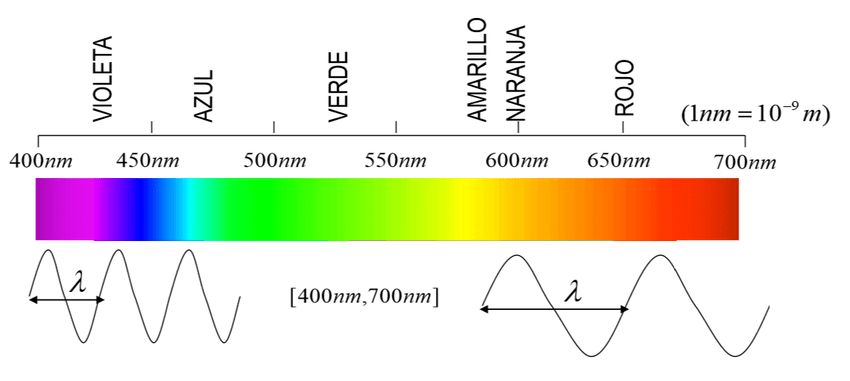 VIOLETA AZUL VERDE AMARILLO NARANJA ROJO
(1nm = 10⁻⁹ m)
400nm 450nm 500nm 550nm 600nm 650nm 700nm
λ [400nm,700nm] λ